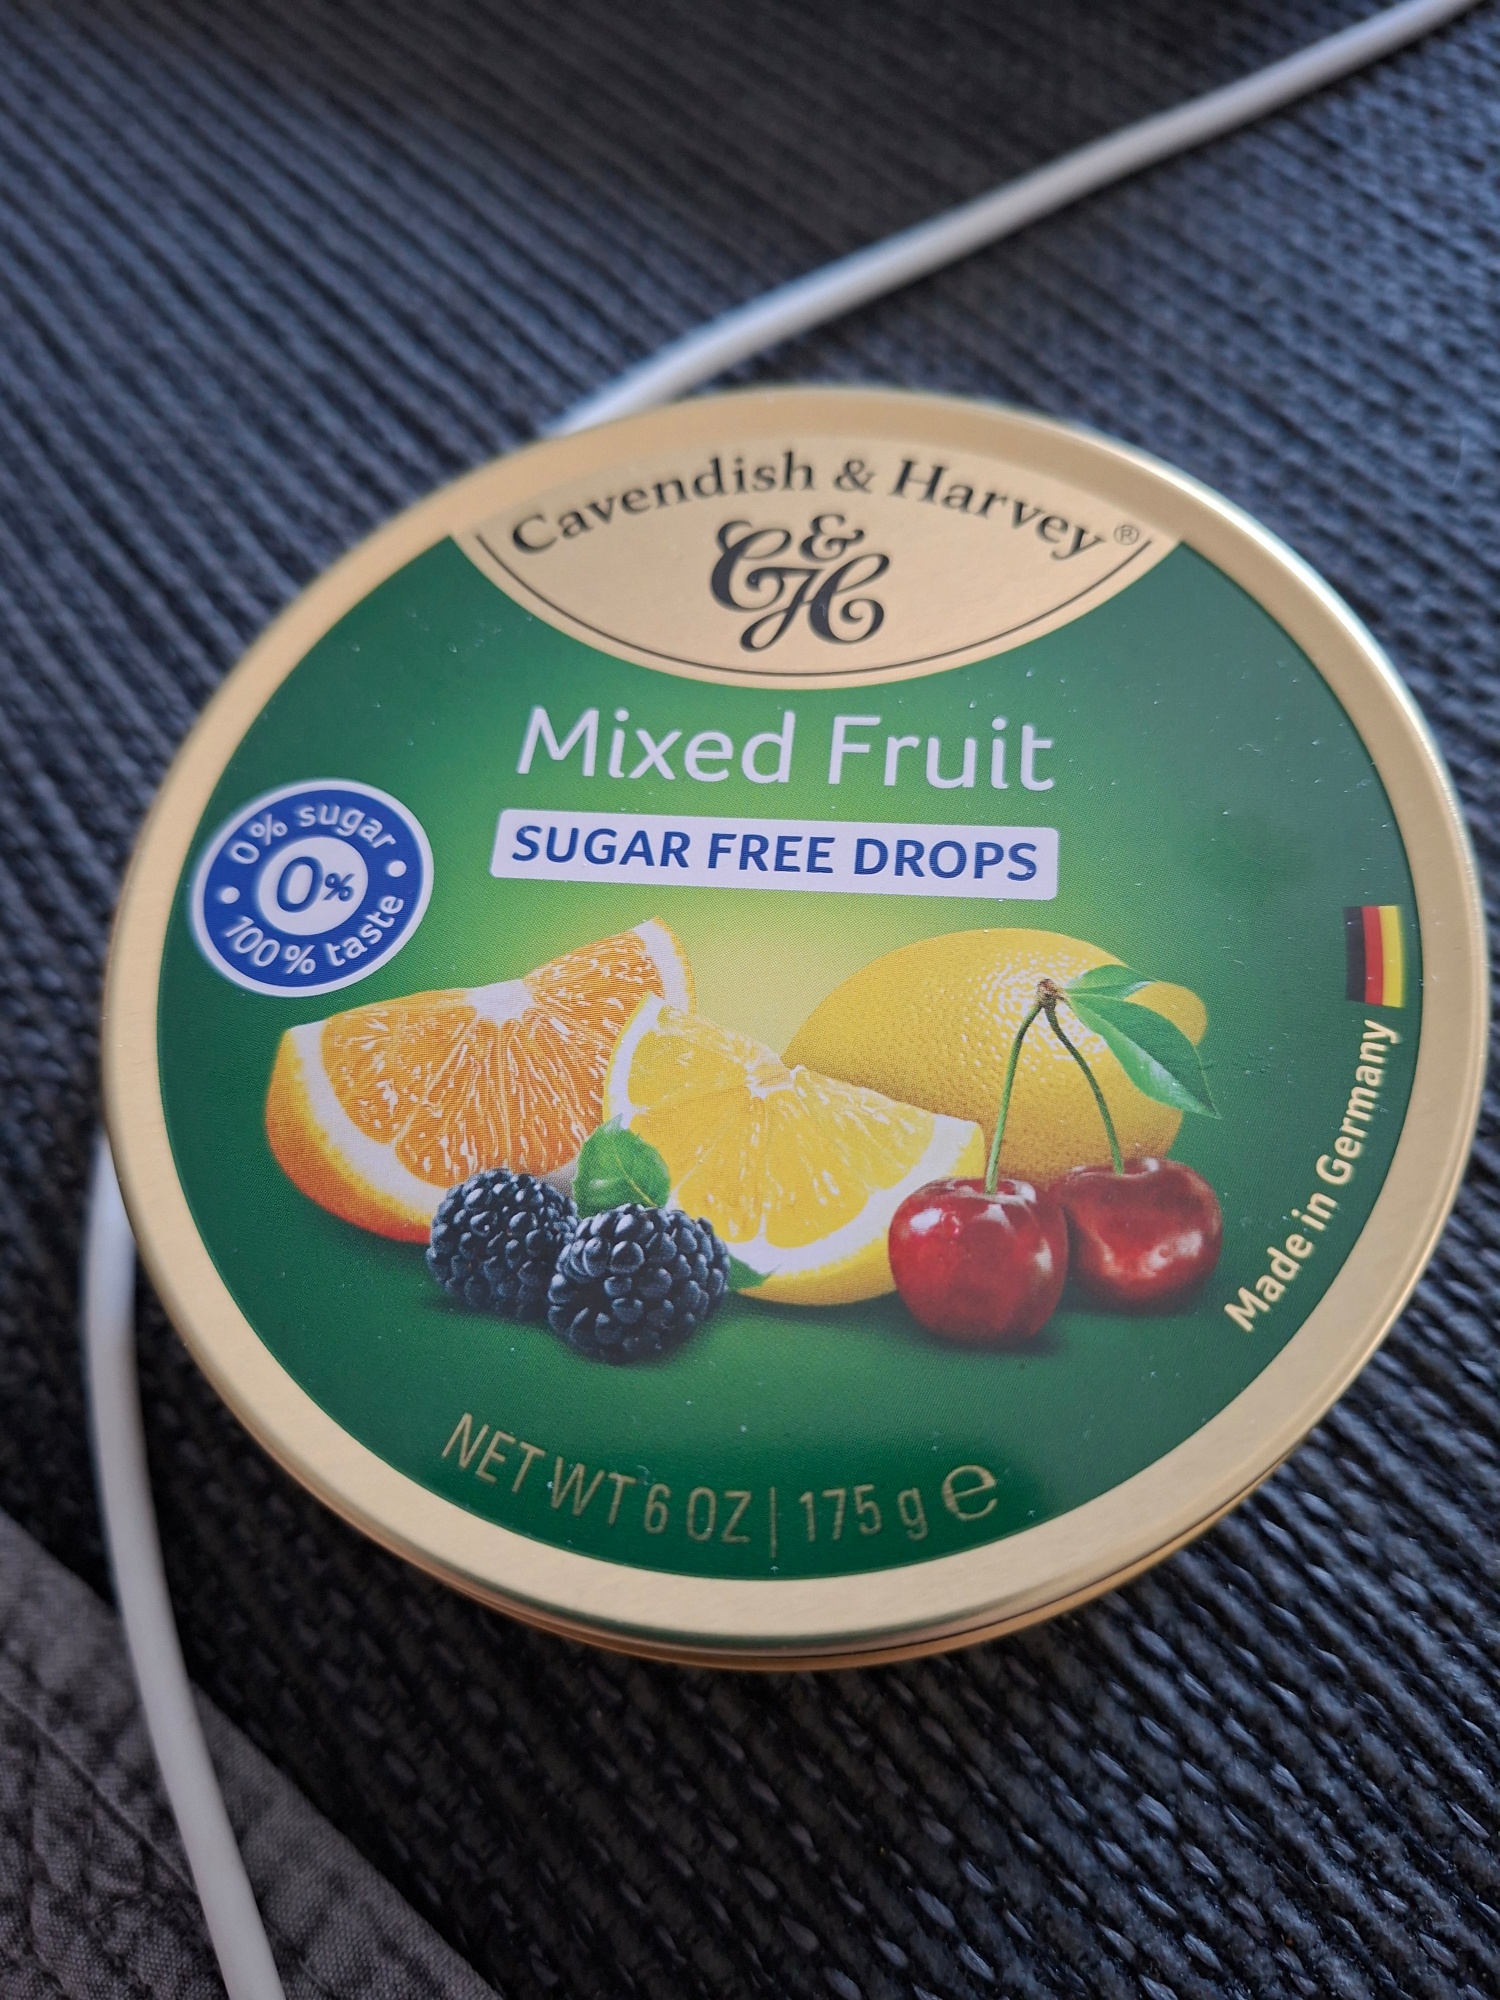 Cavendish & Harvey®
C&H
Mixed Fruit
SUGAR FREE DROPS
0% sugar
0%
100% taste
Made in Germany
NET WT 6 OZ | 175 g ℮